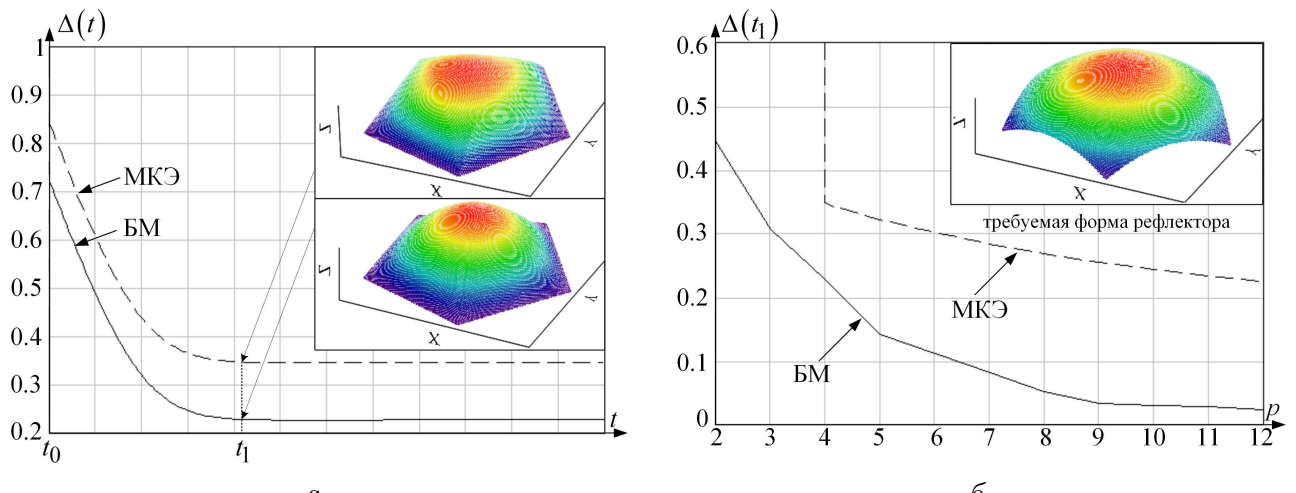 Δ(t)
1
0.9
0.8
0.7
0.6
0.5
0.4
0.3
0.2
МКЭ
БМ
Z
X
Y
Z
X
Y
t
t₀
t₁
а
Δ(t₁)
0.6
0.5
0.4
0.3
0.2
0.1
0
Z
X
Y
требуемая форма рефлектора
МКЭ
БМ
p
2 3 4 5 6 7 8 9 10 11 12
б